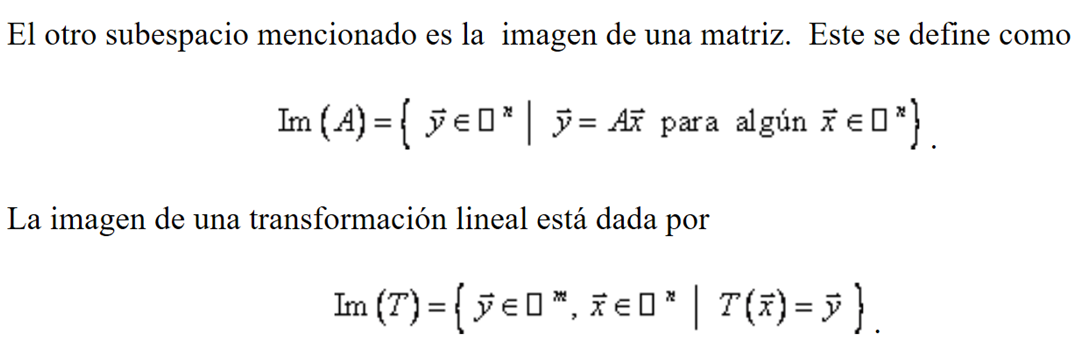 El otro subespacio mencionado es la imagen de una matriz. Este se define como
Im (A) = { y⃗ ∈ □ⁿ | y⃗ = Ax⃗ para algún x⃗ ∈ □ⁿ } .
La imagen de una transformación lineal está dada por
Im (T) = { y⃗ ∈ □ᵐ, x⃗ ∈ □ⁿ | T(x⃗) = y⃗ } .